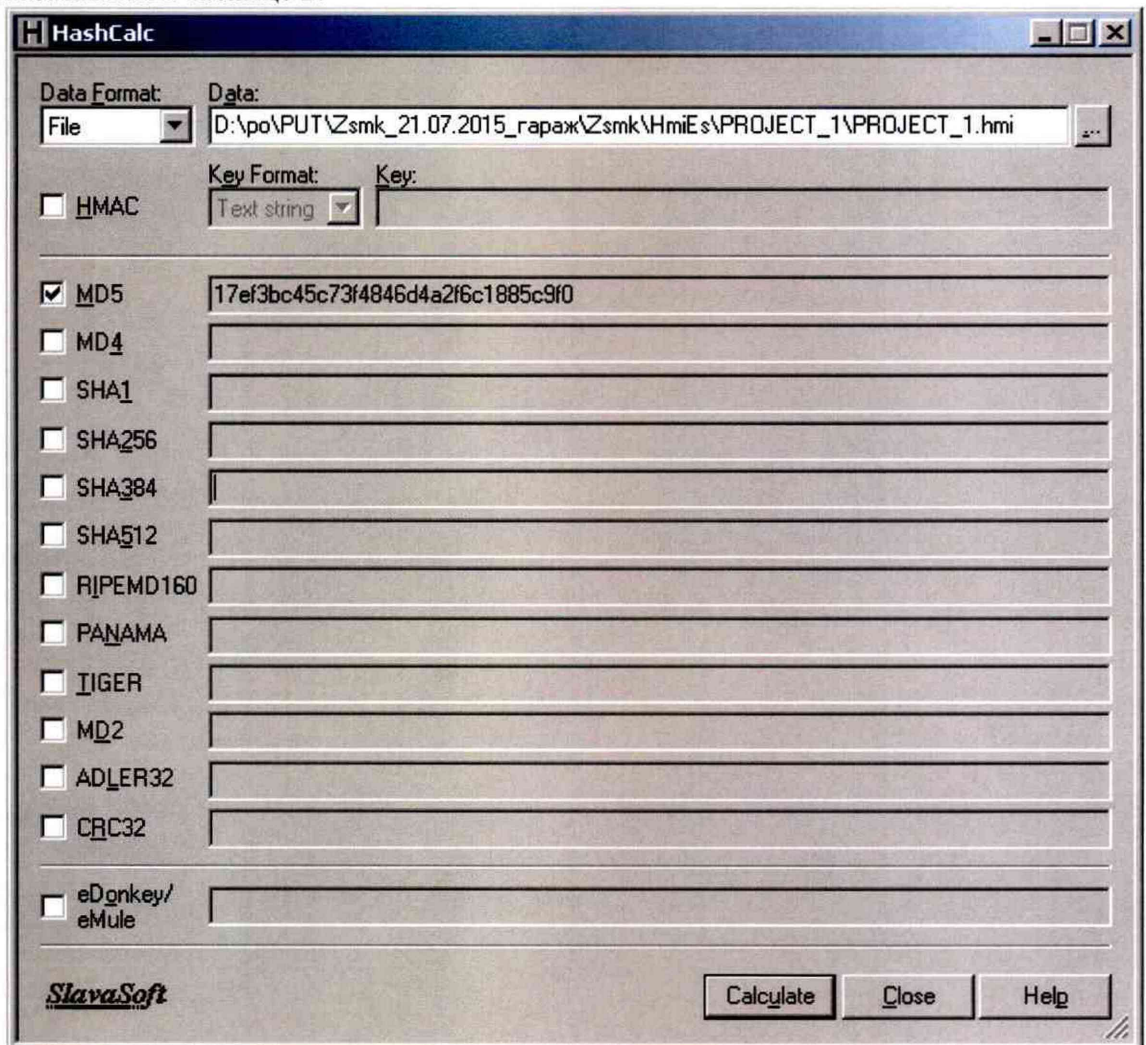 HashCalc
Data Format: Data:
File D:\po\PUT\Zsmk_21.07.2015_гараж\Zsmk\HmiEs\PROJECT_1\PROJECT_1.hmi ...
Key Format: Key:
HMAC Text string
MD5 17ef3bc45c73f4846d4a2f6c1885c9f0
MD4
SHA1
SHA256
SHA384
SHA512
RIPEMD160
PANAMA
TIGER
MD2
ADLER32
CRC32
eDonkey/
eMule
SlavaSoft Calculate Close Help